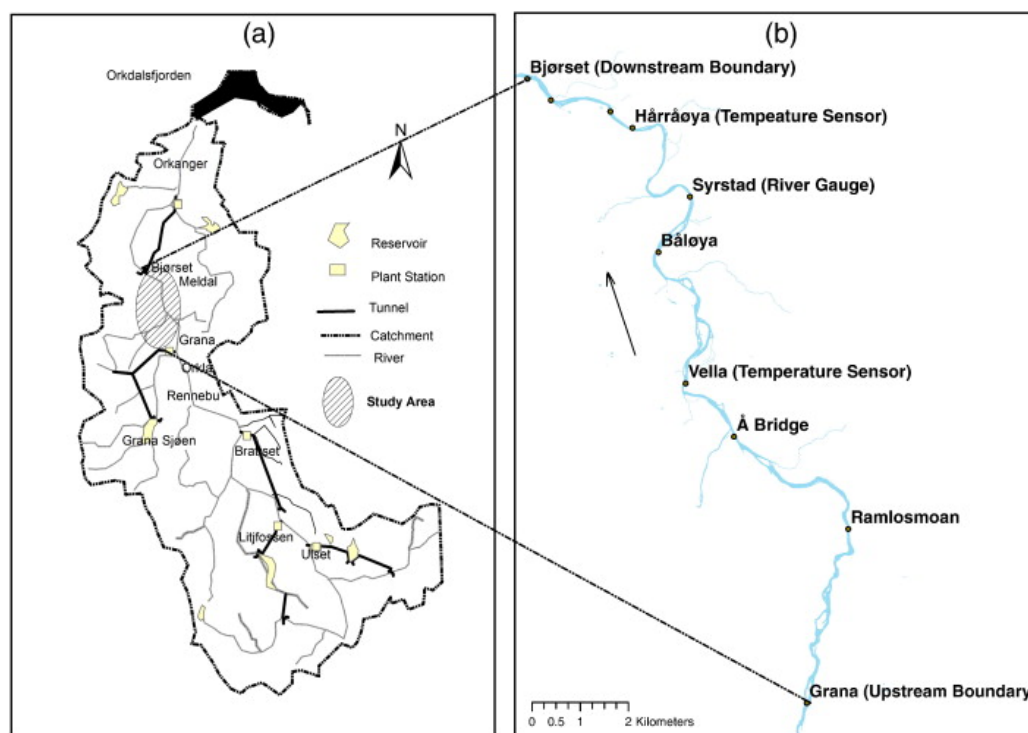 (a)
Orkdalsfjorden
N
Orkanger
Reservoir
Bjørset
Plant Station
Meldal
Tunnel
Catchment
Grana
River
Orkla
Rennebu
Study Area
Grana Sjøen
Brattset
Litjfossen
Ulset
(b)
Bjørset (Downstream Boundary)
Hårråøya (Tempeature Sensor)
Syrstad (River Gauge)
Båløya
Vella (Temperature Sensor)
Å Bridge
Ramlosmoan
Grana (Upstream Boundary
0 0.5 1 2 Kilometers